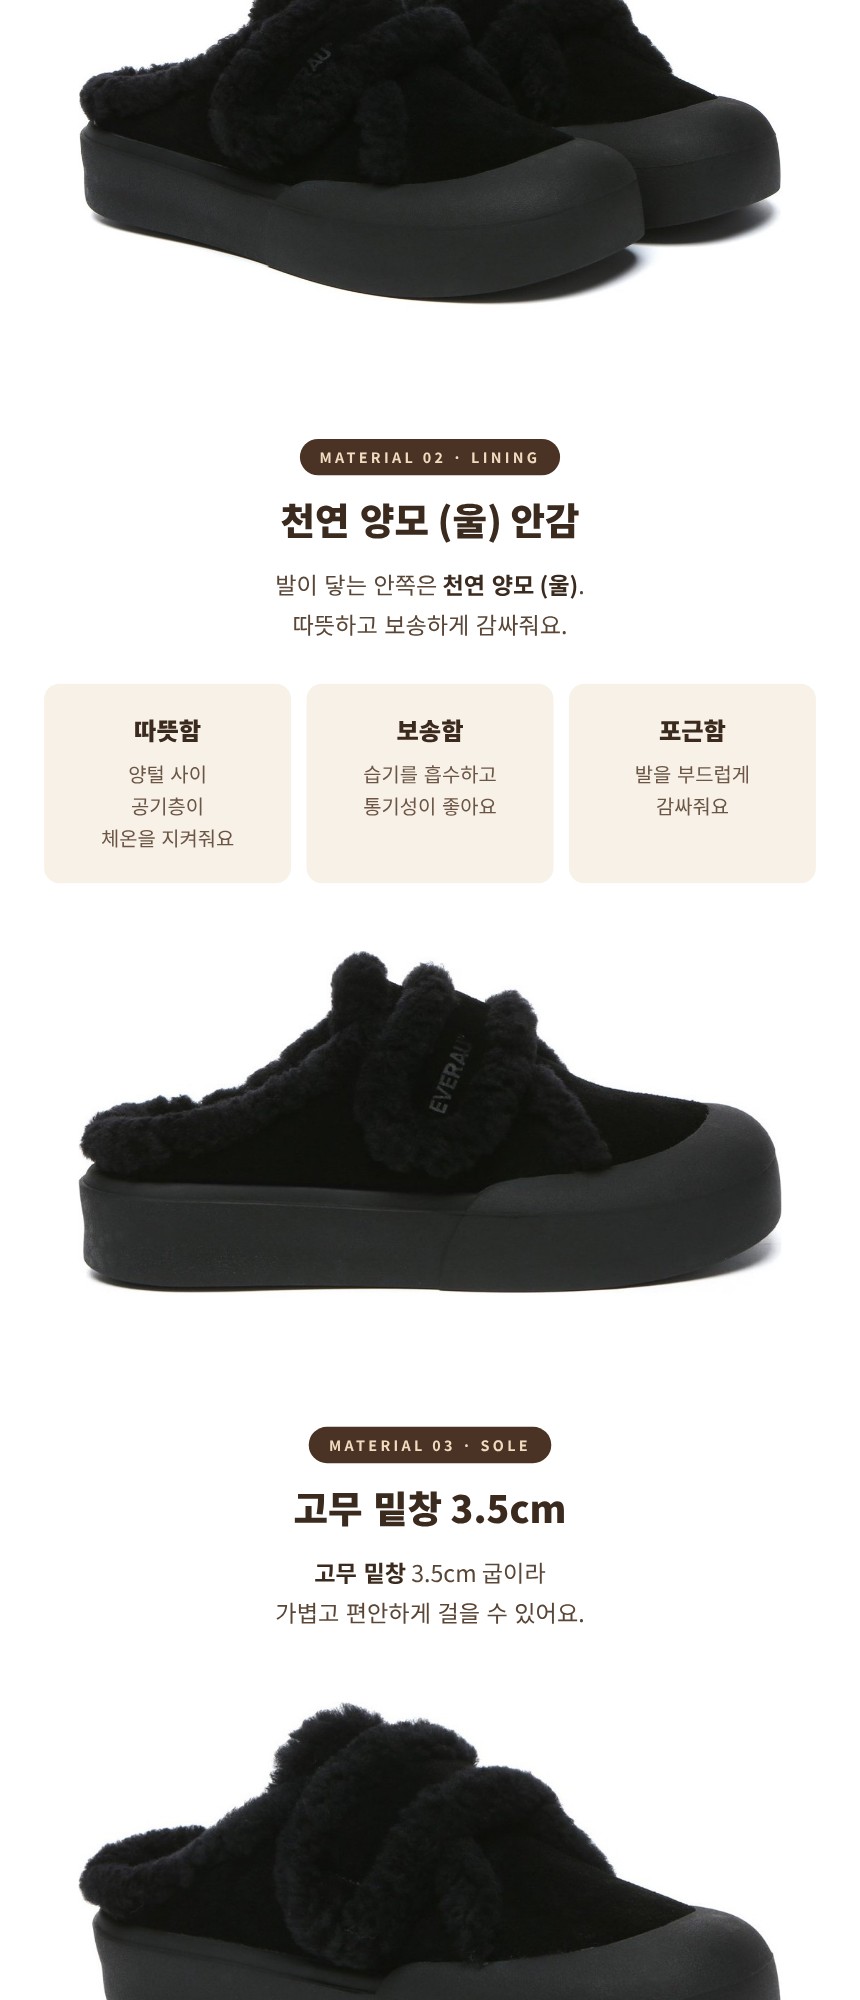 MATERIAL 02 · LINING
천연 양모 (울) 안감
발이 닿는 안쪽은 천연 양모 (울).
따뜻하고 보송하게 감싸줘요.
따뜻함
양털 사이
공기층이
체온을 지켜줘요
보송함
습기를 흡수하고
통기성이 좋아요
포근함
발을 부드럽게
감싸줘요
EVERAU
MATERIAL 03 · SOLE
고무 밑창 3.5cm
고무 밑창 3.5cm 굽이라
가볍고 편안하게 걸을 수 있어요.